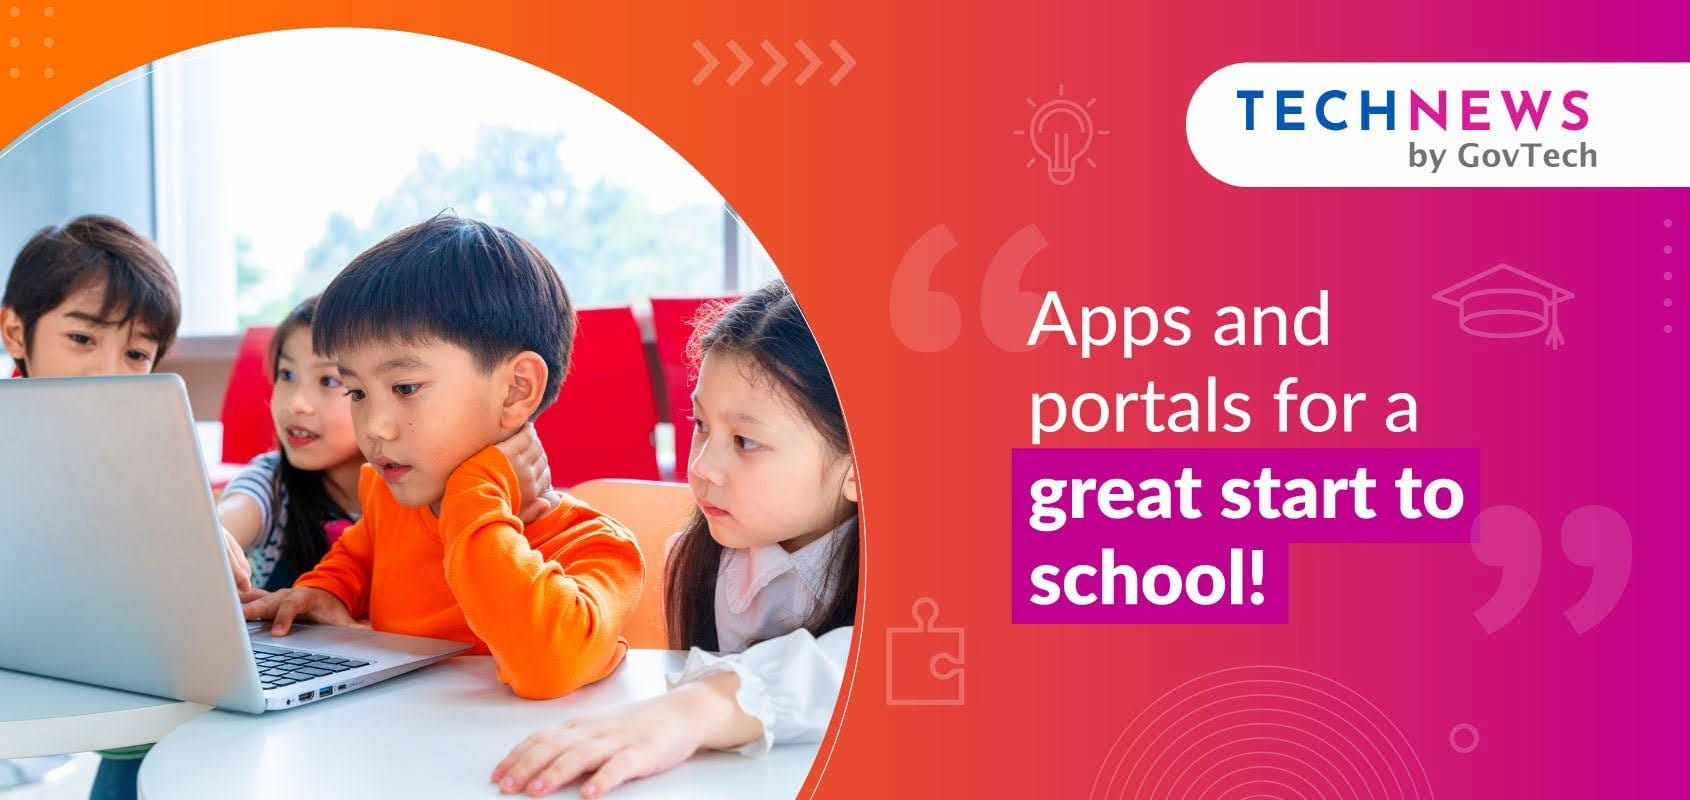 TECHNEWS
by GovTech
Apps and
portals for a
great start to
school!